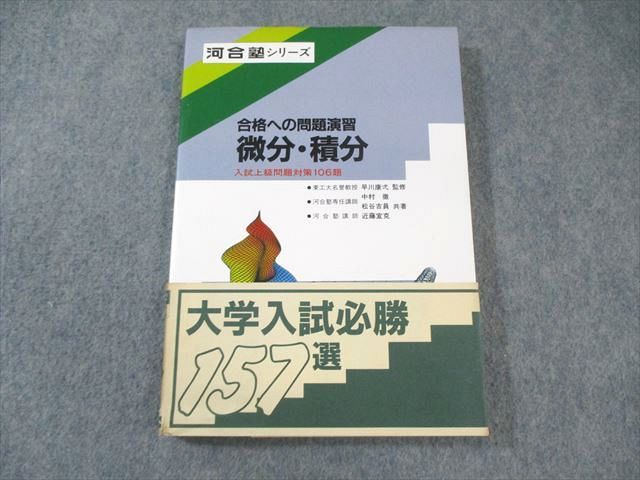 河合塾シリーズ
合格への問題演習
微分・積分
入試上級問題対策106題
●東工大名誉教授 早川康弌 監修
●河合塾専任講師 中村 徹
松谷吉員 共著
●河合塾講師 近藤宣克
大学入試必勝
157選